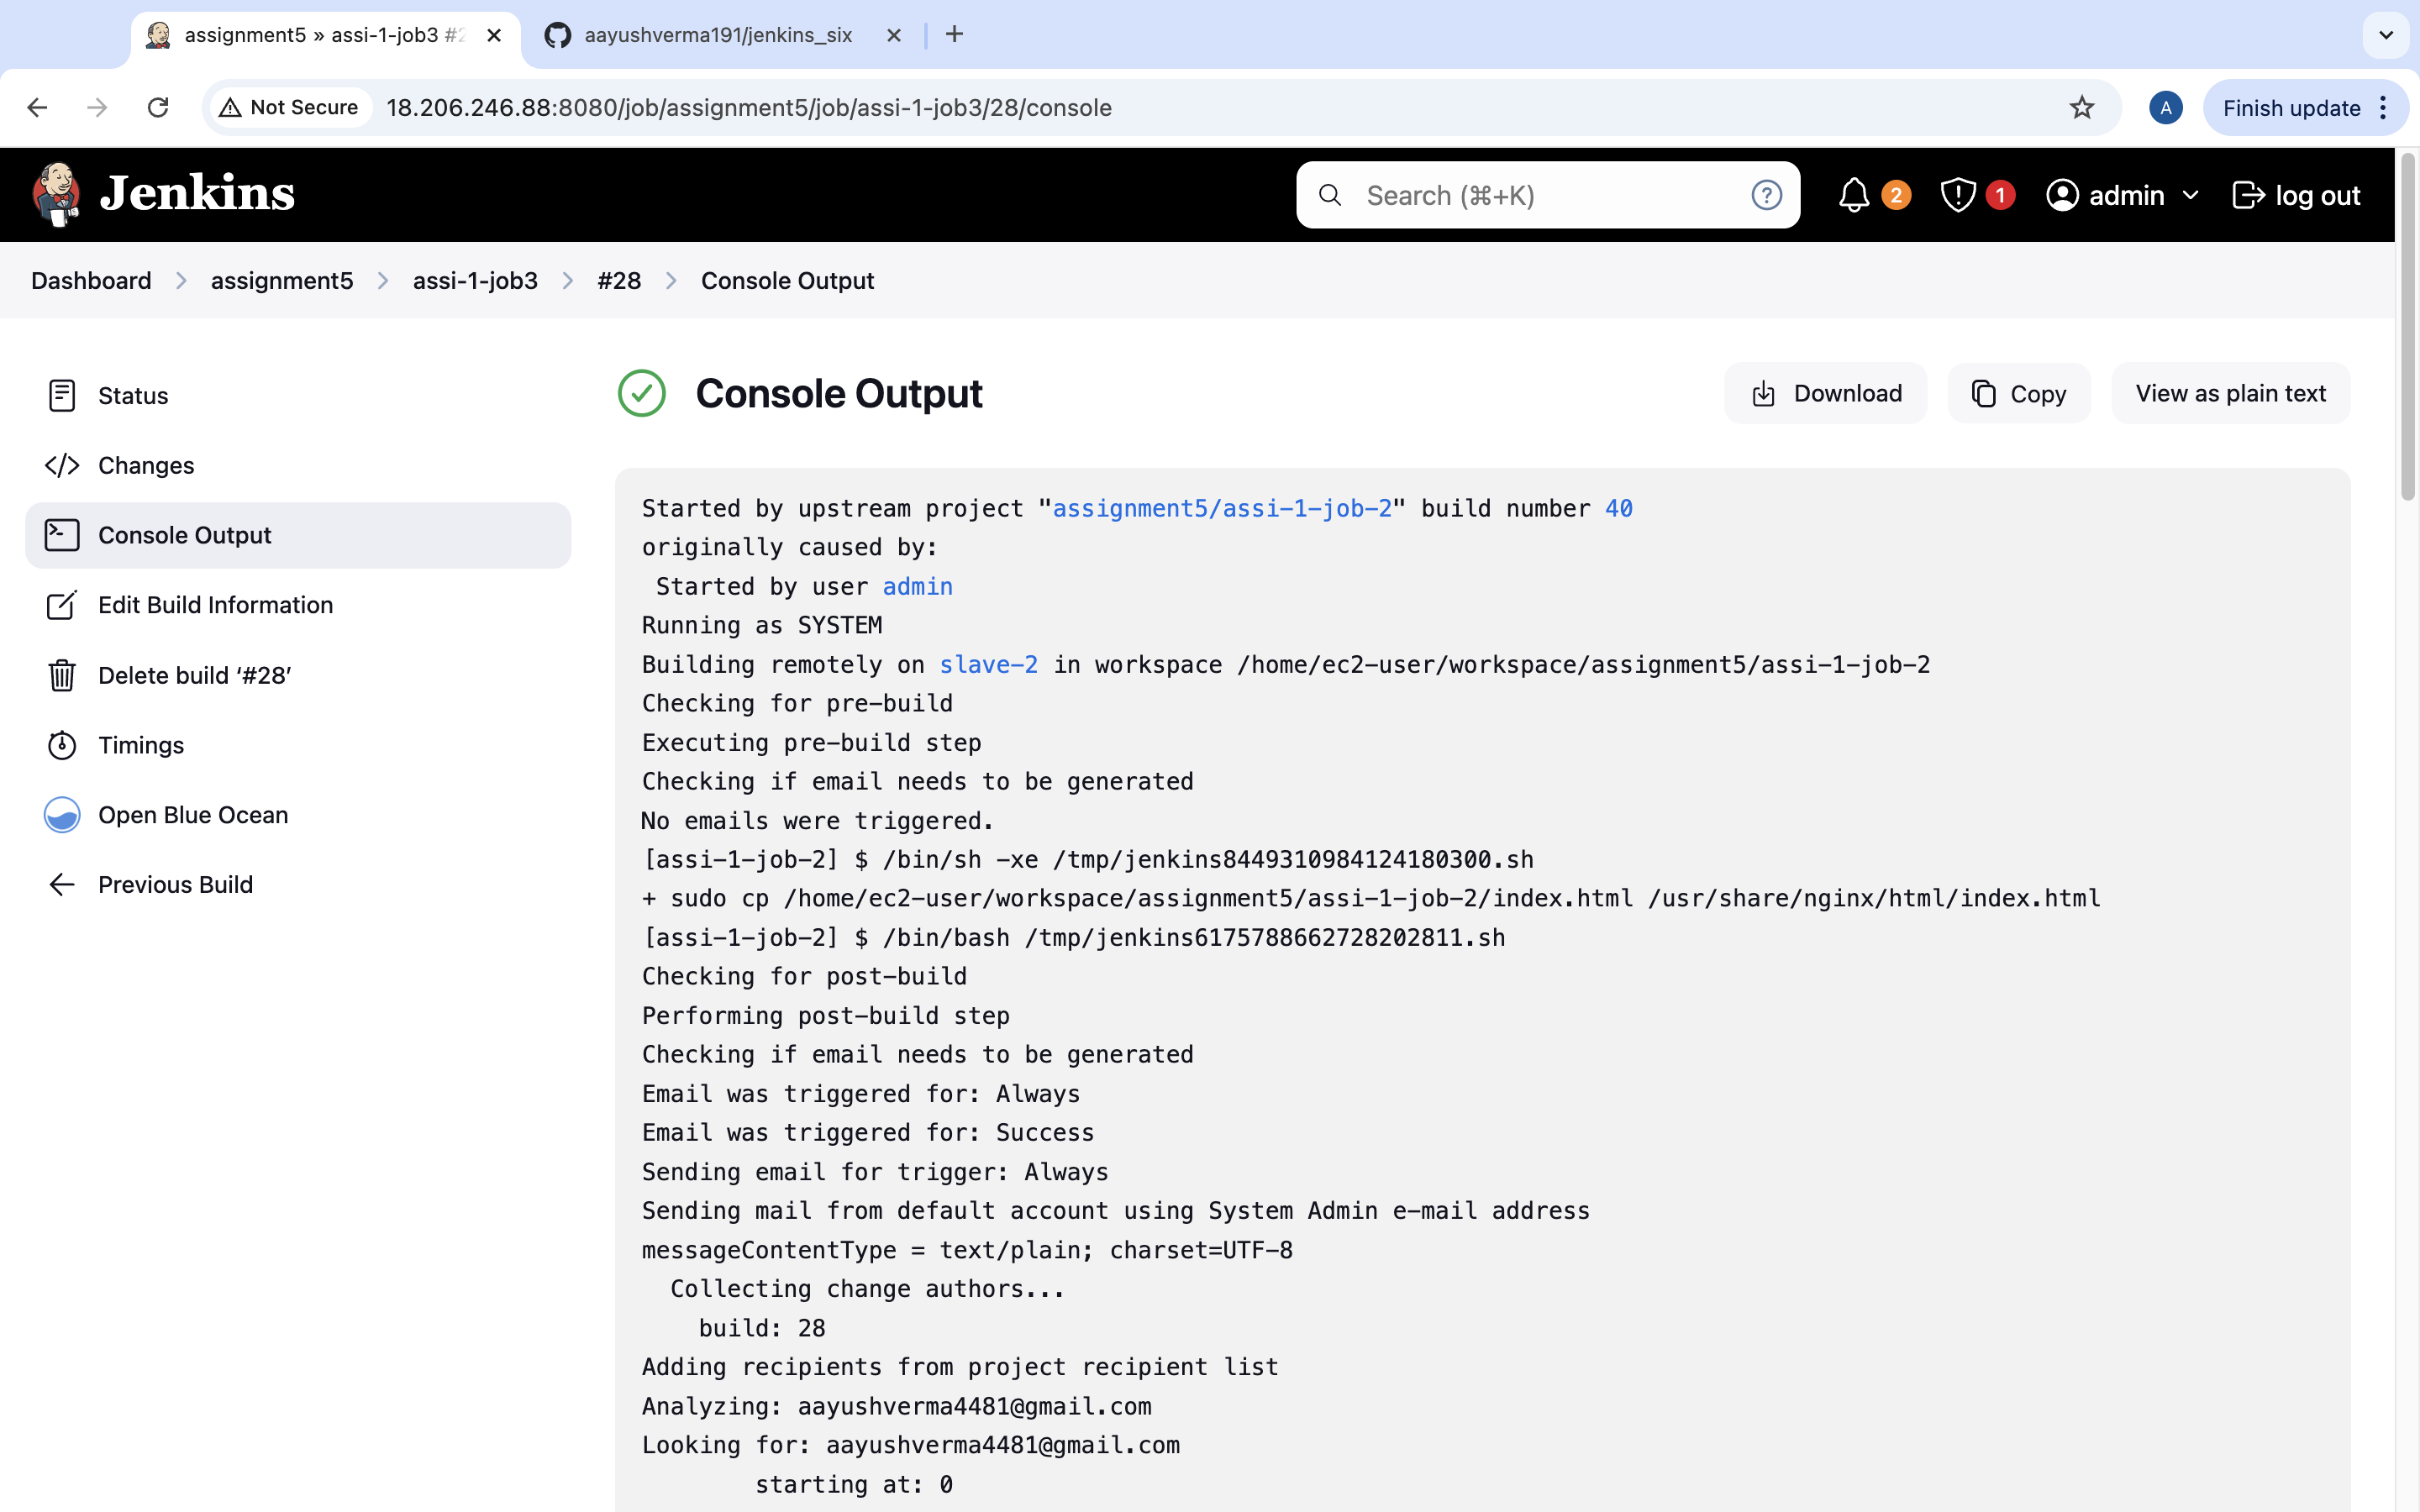 assignment5 » assi-1-job3 #2
aayushverma191/jenkins_six
Not Secure
18.206.246.88:8080/job/assignment5/job/assi-1-job3/28/console
A
Finish update
Jenkins
Search (⌘+K)
?
2
1
admin
log out
Dashboard
assignment5
assi-1-job3
#28
Console Output
Status
Changes
Console Output
Edit Build Information
Delete build ‘#28’
Timings
Open Blue Ocean
Previous Build
Console Output
Download
Copy
View as plain text
Started by upstream project "assignment5/assi-1-job-2" build number 40
originally caused by:
Started by user admin
Running as SYSTEM
Building remotely on slave-2 in workspace /home/ec2-user/workspace/assignment5/assi-1-job-2
Checking for pre-build
Executing pre-build step
Checking if email needs to be generated
No emails were triggered.
[assi-1-job-2] $ /bin/sh -xe /tmp/jenkins8449310984124180300.sh
+ sudo cp /home/ec2-user/workspace/assignment5/assi-1-job-2/index.html /usr/share/nginx/html/index.html
[assi-1-job-2] $ /bin/bash /tmp/jenkins6175788662728202811.sh
Checking for post-build
Performing post-build step
Checking if email needs to be generated
Email was triggered for: Always
Email was triggered for: Success
Sending email for trigger: Always
Sending mail from default account using System Admin e-mail address
messageContentType = text/plain; charset=UTF-8
Collecting change authors...
build: 28
Adding recipients from project recipient list
Analyzing: aayushverma4481@gmail.com
Looking for: aayushverma4481@gmail.com
starting at: 0